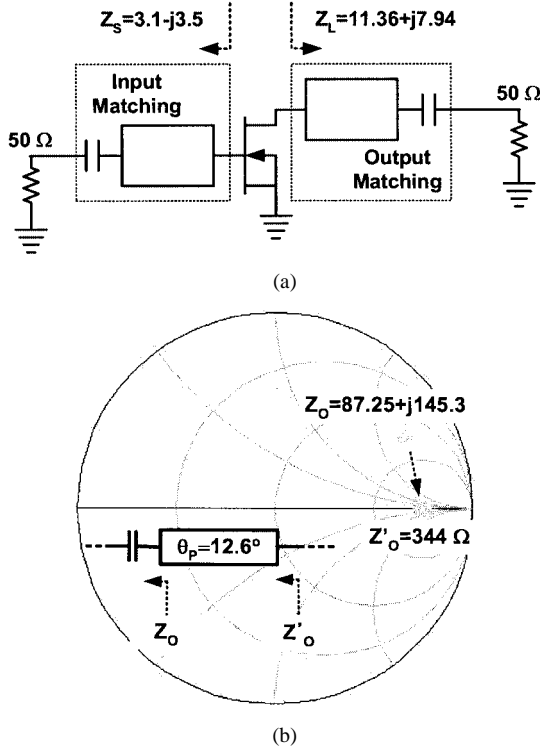 Z_S=3.1-j3.5
Z_L=11.36+j7.94
Input
Matching
50 Ω
50 Ω
Output
Matching
(a)
Z_O=87.25+j145.3
Z'_O=344 Ω
θ_P=12.6º
Z_O
Z'_O
(b)